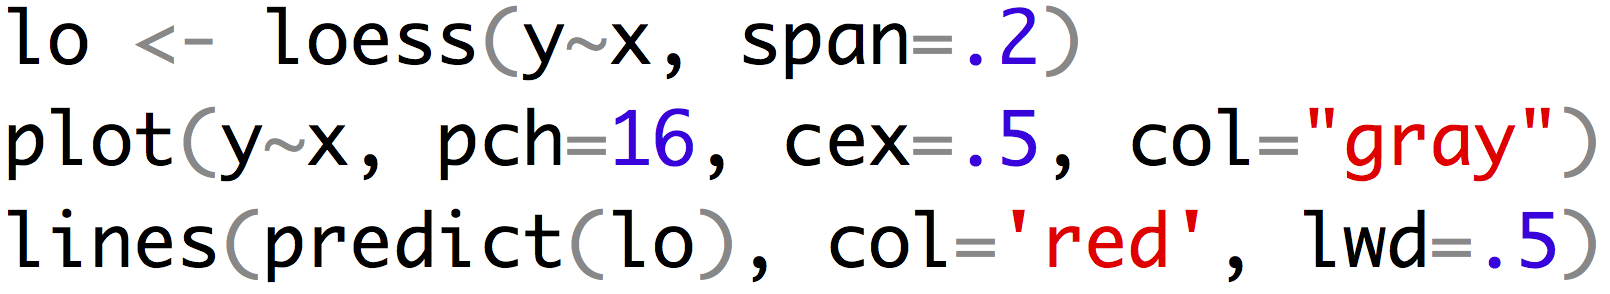 lo <- loess(y~x, span=.2)
plot(y~x, pch=16, cex=.5, col="gray")
lines(predict(lo), col='red', lwd=.5)